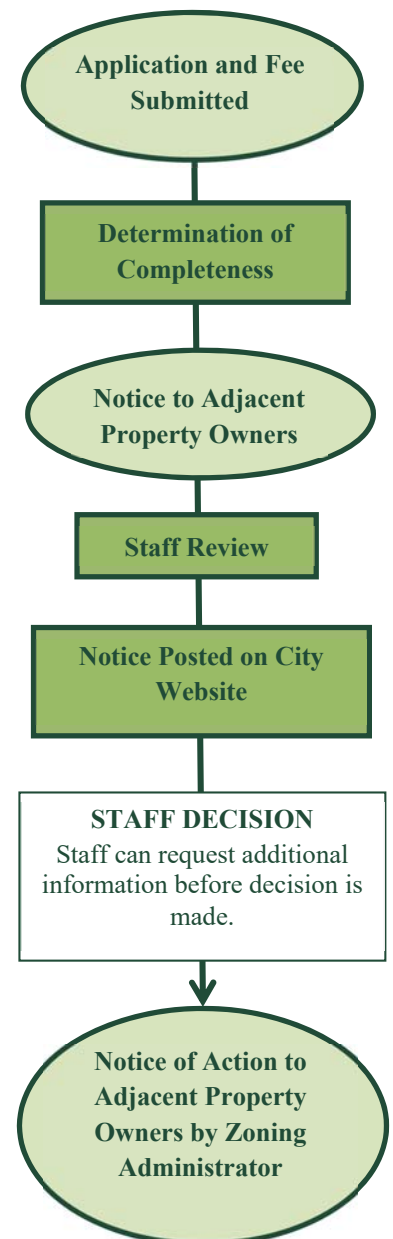 Application and Fee
Submitted
Determination of
Completeness
Notice to Adjacent
Property Owners
Staff Review
Notice Posted on City
Website
STAFF DECISION
Staff can request additional
information before decision is
made.
Notice of Action to
Adjacent Property
Owners by Zoning
Administrator